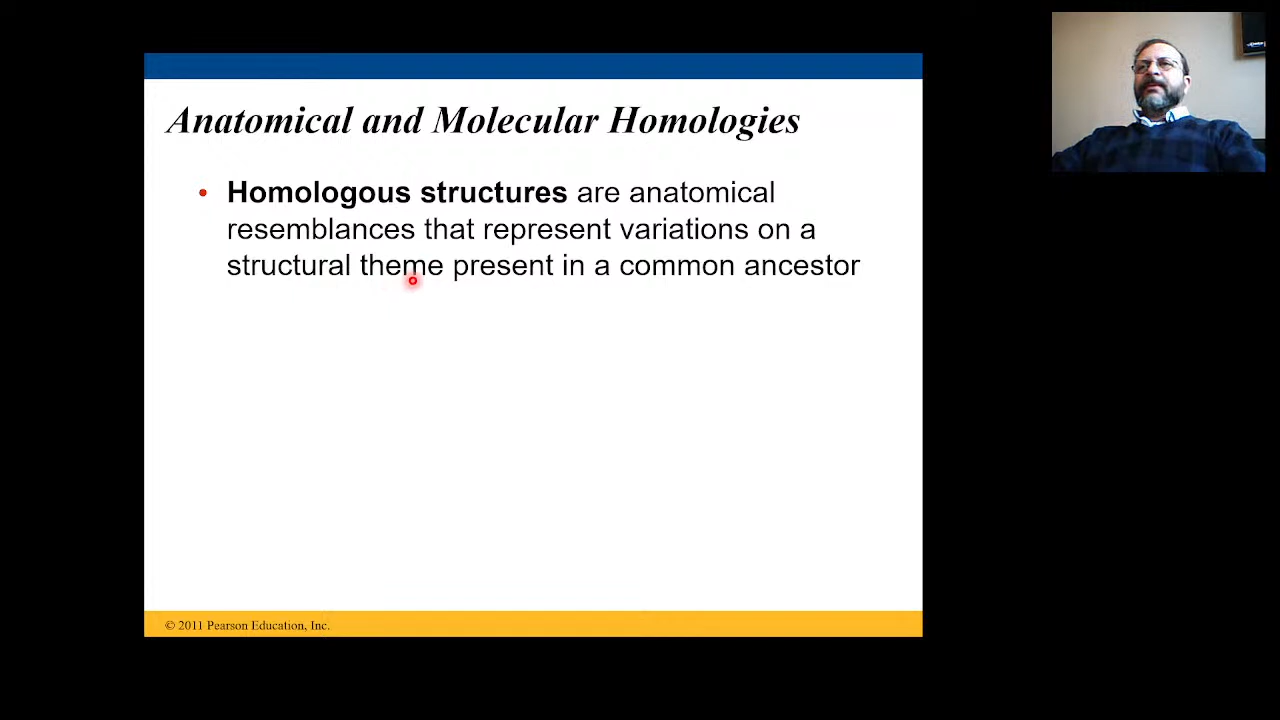 Anatomical and Molecular Homologies
• Homologous structures are anatomical
resemblances that represent variations on a
structural theme present in a common ancestor
© 2011 Pearson Education, Inc.